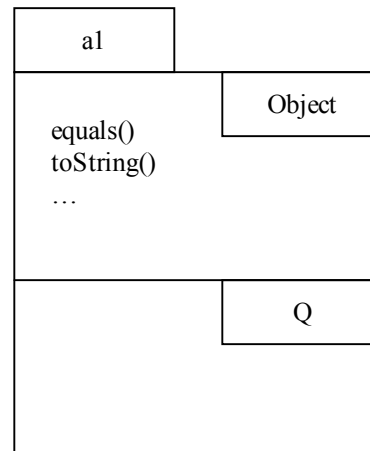 a1
Object
equals()
toString()
…
Q